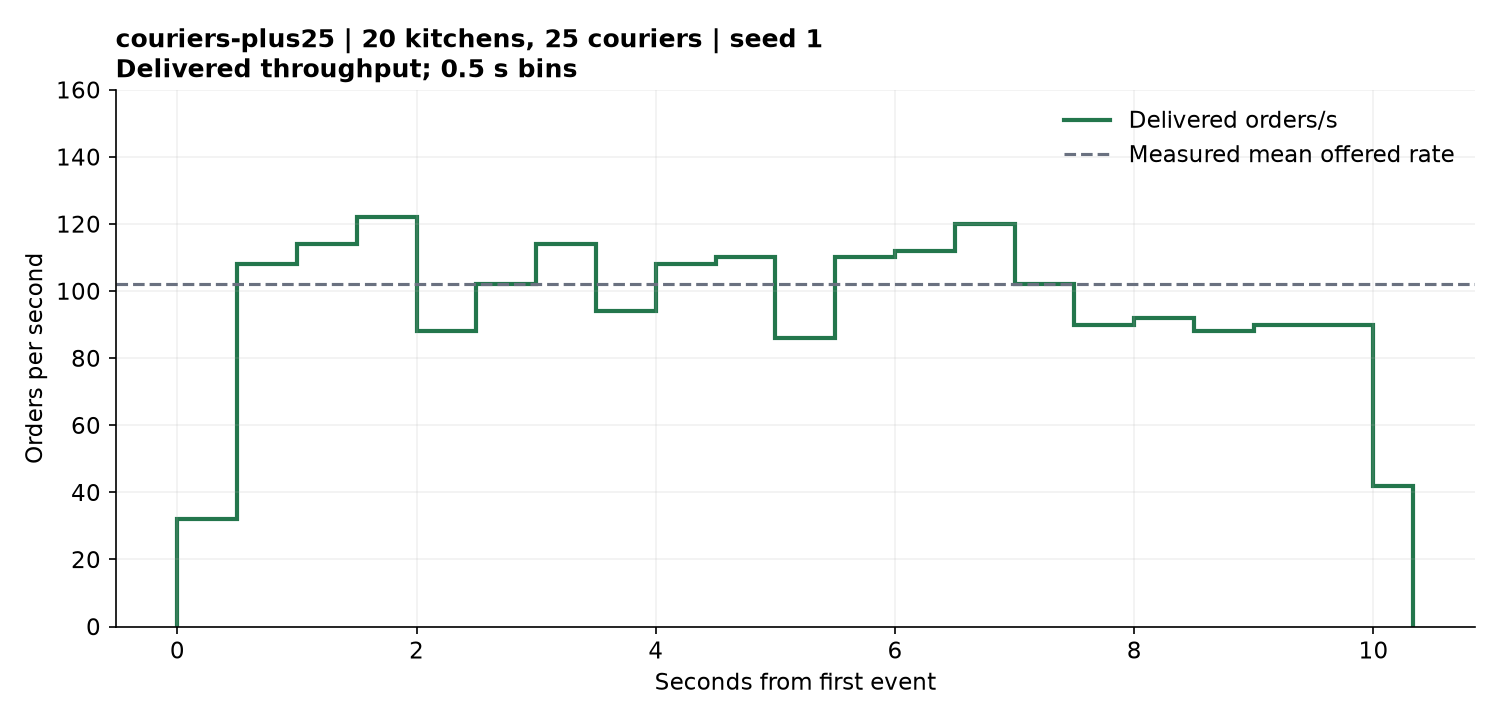 couriers-plus25 | 20 kitchens, 25 couriers | seed 1
Delivered throughput; 0.5 s bins
160
140
120
100
80
60
40
20
0
Orders per second
Delivered orders/s
Measured mean offered rate
0 2 4 6 8 10
Seconds from first event